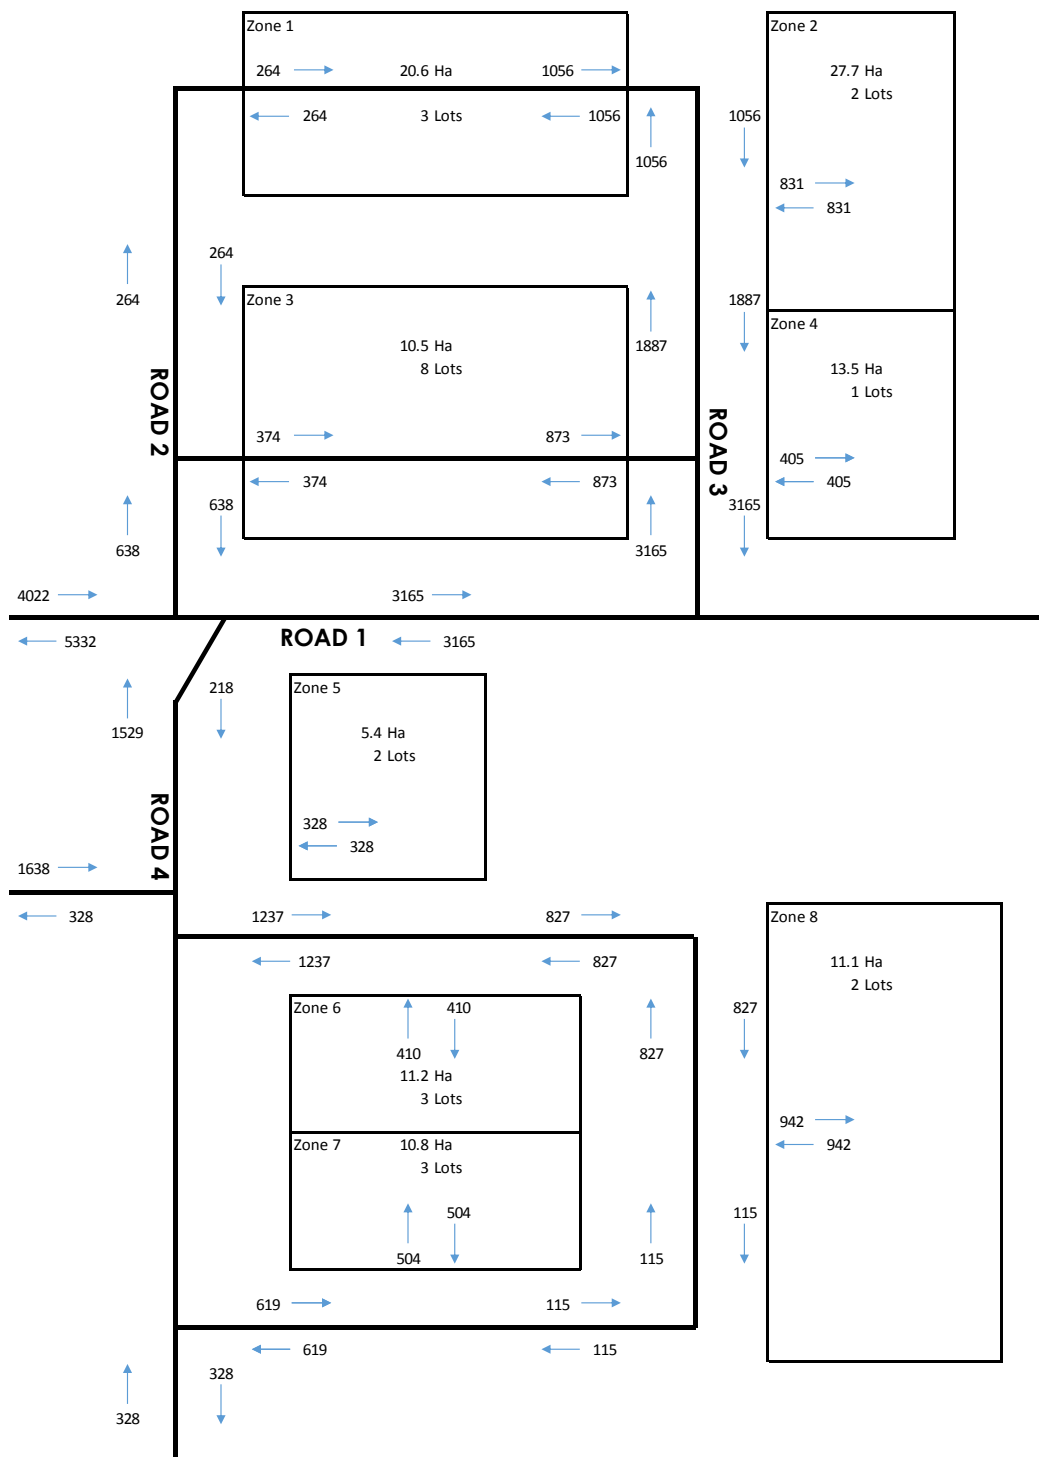 Zone 1
Zone 2
264 20.6 Ha 1056
27.7 Ha
2 Lots
264 3 Lots 1056
1056
1056
831
831
264
264
Zone 3
1887
Zone 4
10.5 Ha
8 Lots
1887
13.5 Ha
1 Lots
ROAD 2
ROAD 3
374 873
405
374 873
405
638
3165
638
3165
4022
3165
5332
ROAD 1
3165
218
Zone 5
1529
5.4 Ha
2 Lots
ROAD 4
328
328
1638
328
1237 827
Zone 8
1237 827
11.1 Ha
2 Lots
Zone 6 410
827
410
827
11.2 Ha
3 Lots
942
942
Zone 7 10.8 Ha
3 Lots
504
115
504
115
619 115
619 115
328
328